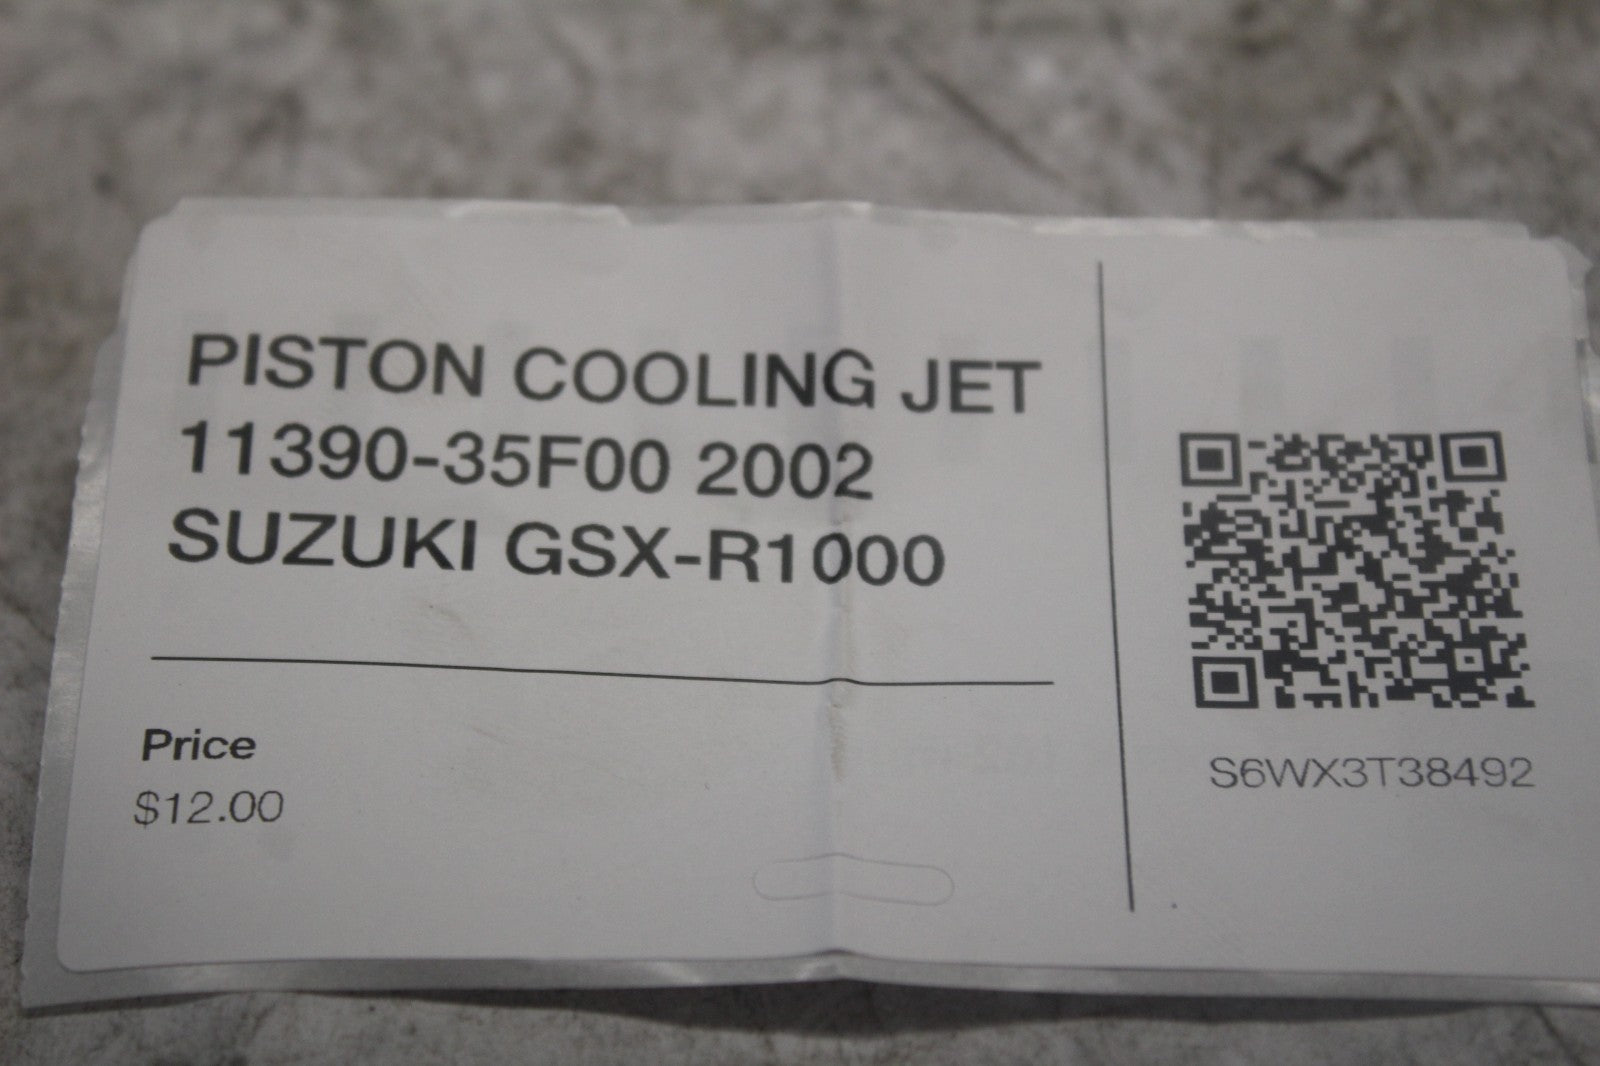 PISTON COOLING JET
11390-35F00 2002
SUZUKI GSX-R1000
Price
$12.00
S6WX3T38492